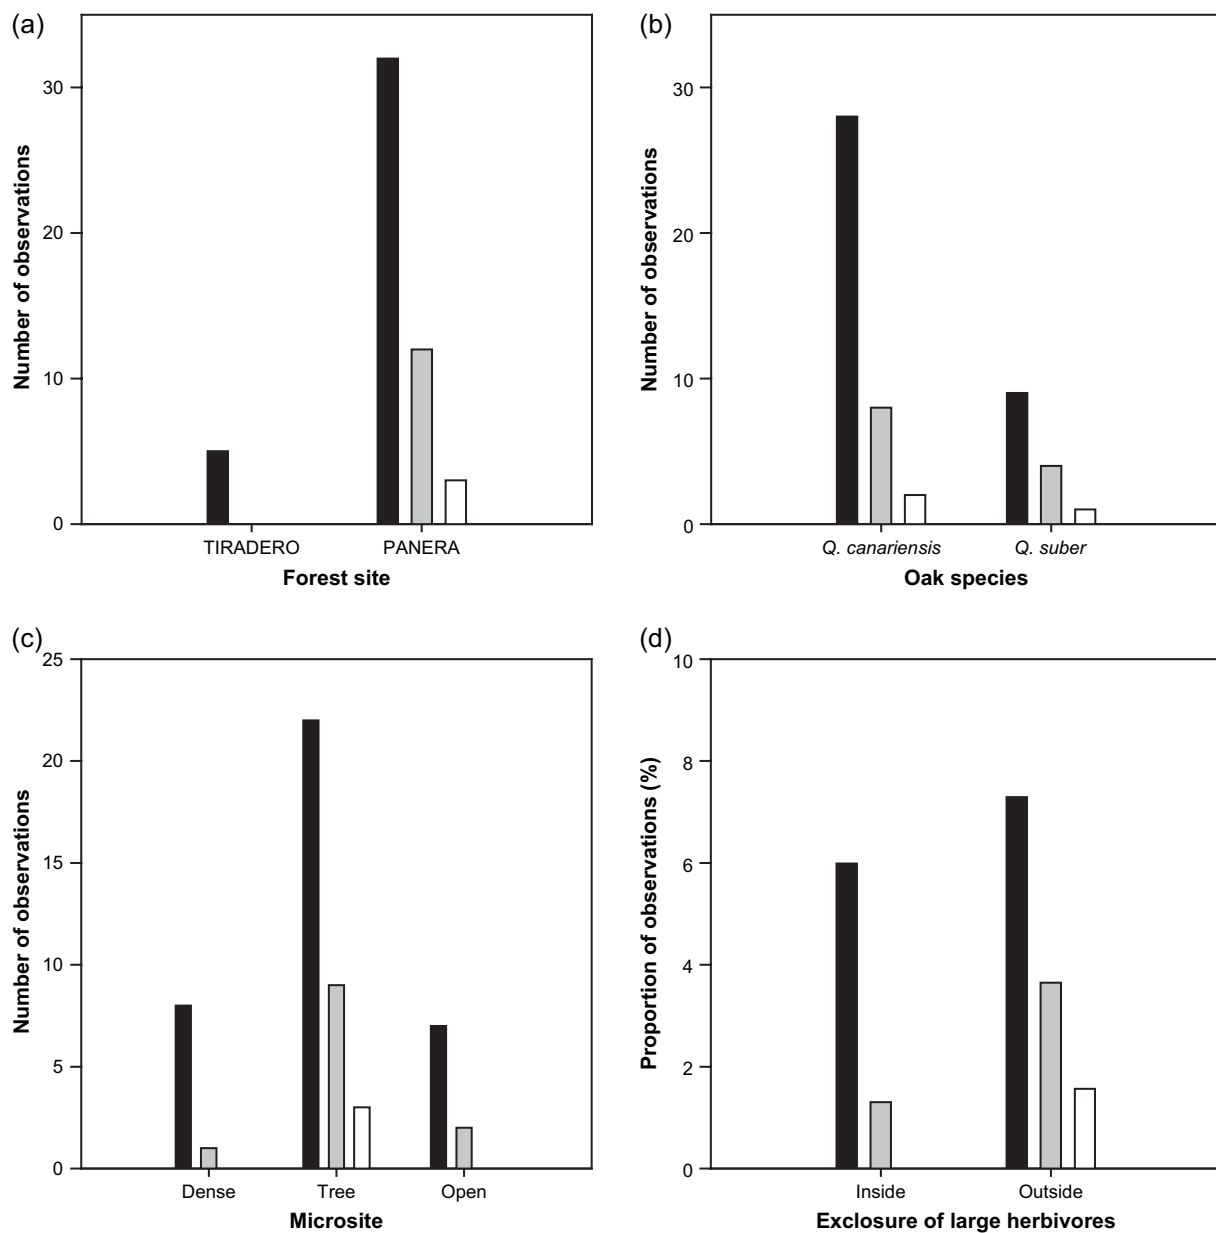 (a)
30
20
10
0
Number of observations
TIRADERO PANERA
Forest site
(b)
30
20
10
0
Number of observations
Q. canariensis Q. suber
Oak species
(c)
25
20
15
10
5
0
Number of observations
Dense Tree Open
Microsite
(d)
10
8
6
4
2
0
Proportion of observations (%)
Inside Outside
Exclosure of large herbivores